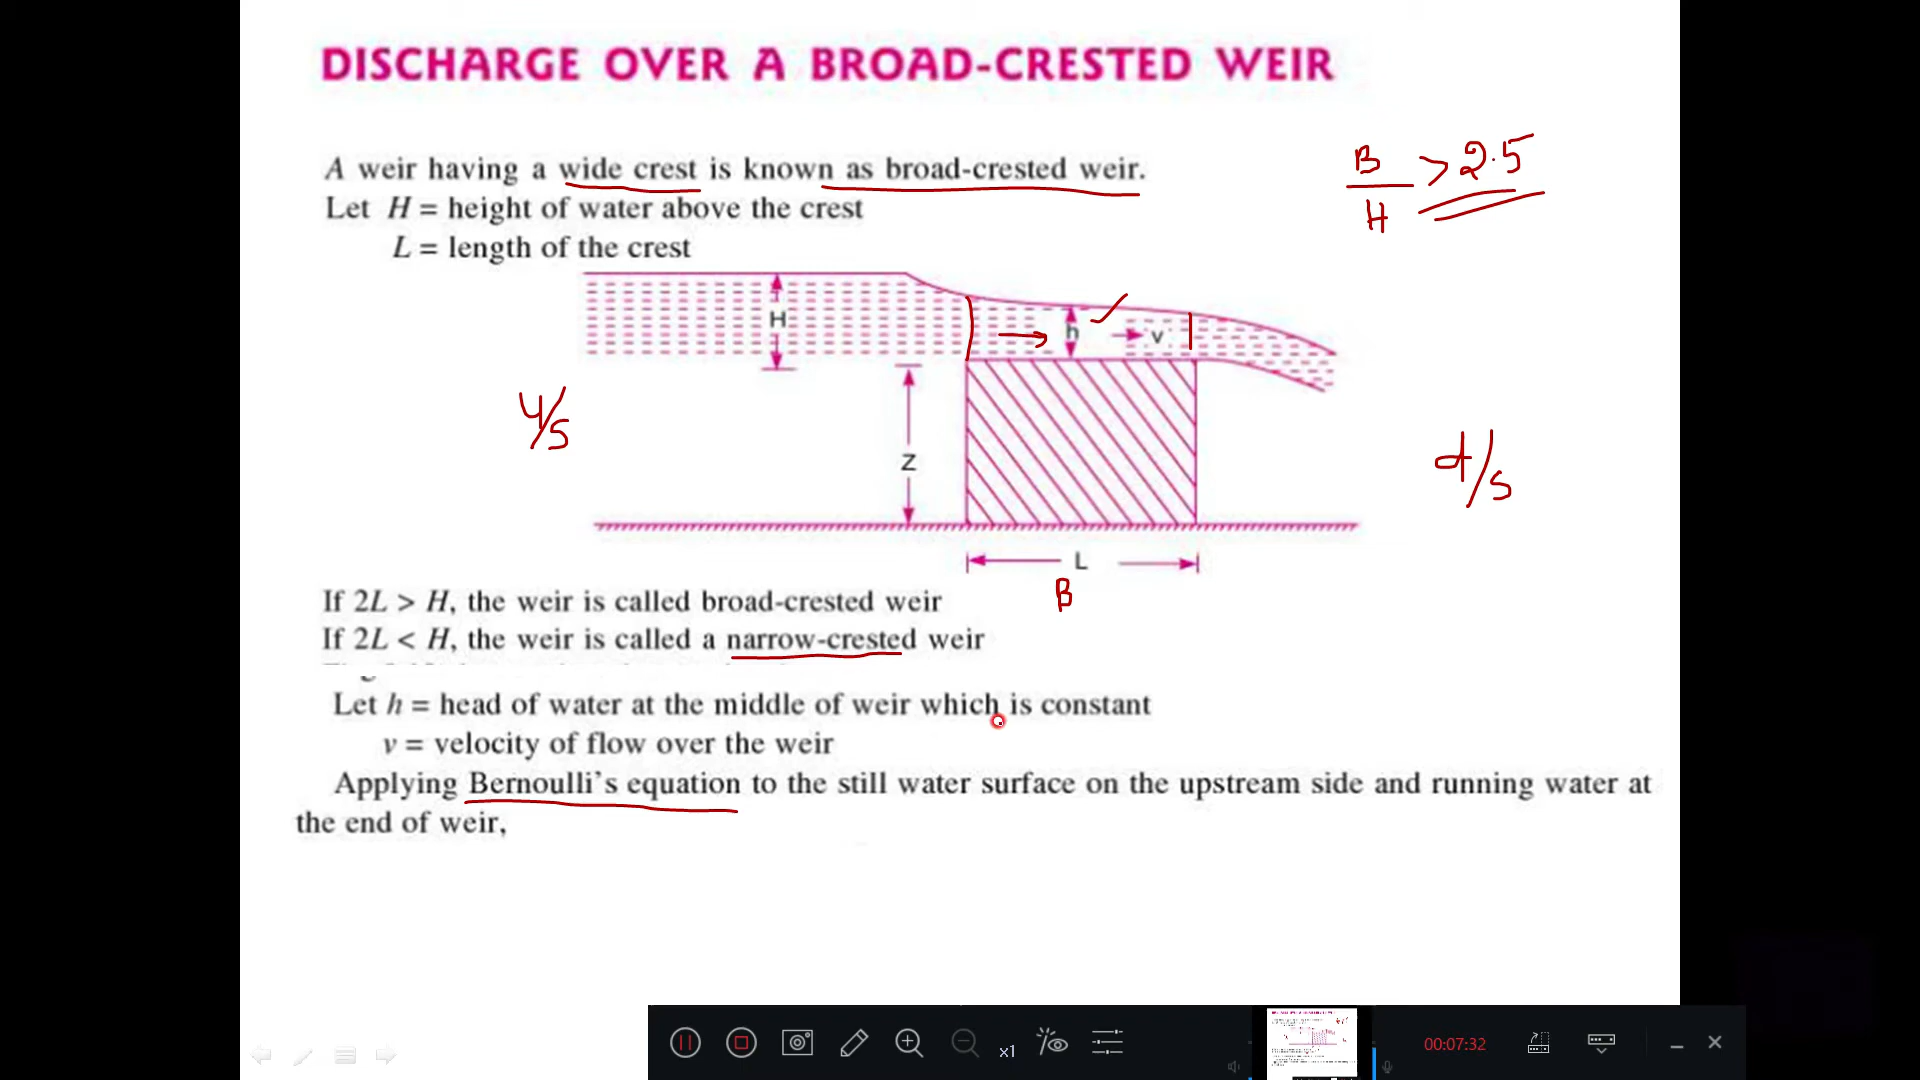 DISCHARGE OVER A BROAD-CRESTED WEIR
A weir having a wide crest is known as broad-crested weir.
Let H = height of water above the crest
L = length of the crest
B
H
> 2.5
H
h
v
u/s
d/s
Z
L
B
If 2L > H, the weir is called broad-crested weir
If 2L < H, the weir is called a narrow-crested weir
Let h = head of water at the middle of weir which is constant
v = velocity of flow over the weir
Applying Bernoulli's equation to the still water surface on the upstream side and running water at
the end of weir,
x1
00:07:32